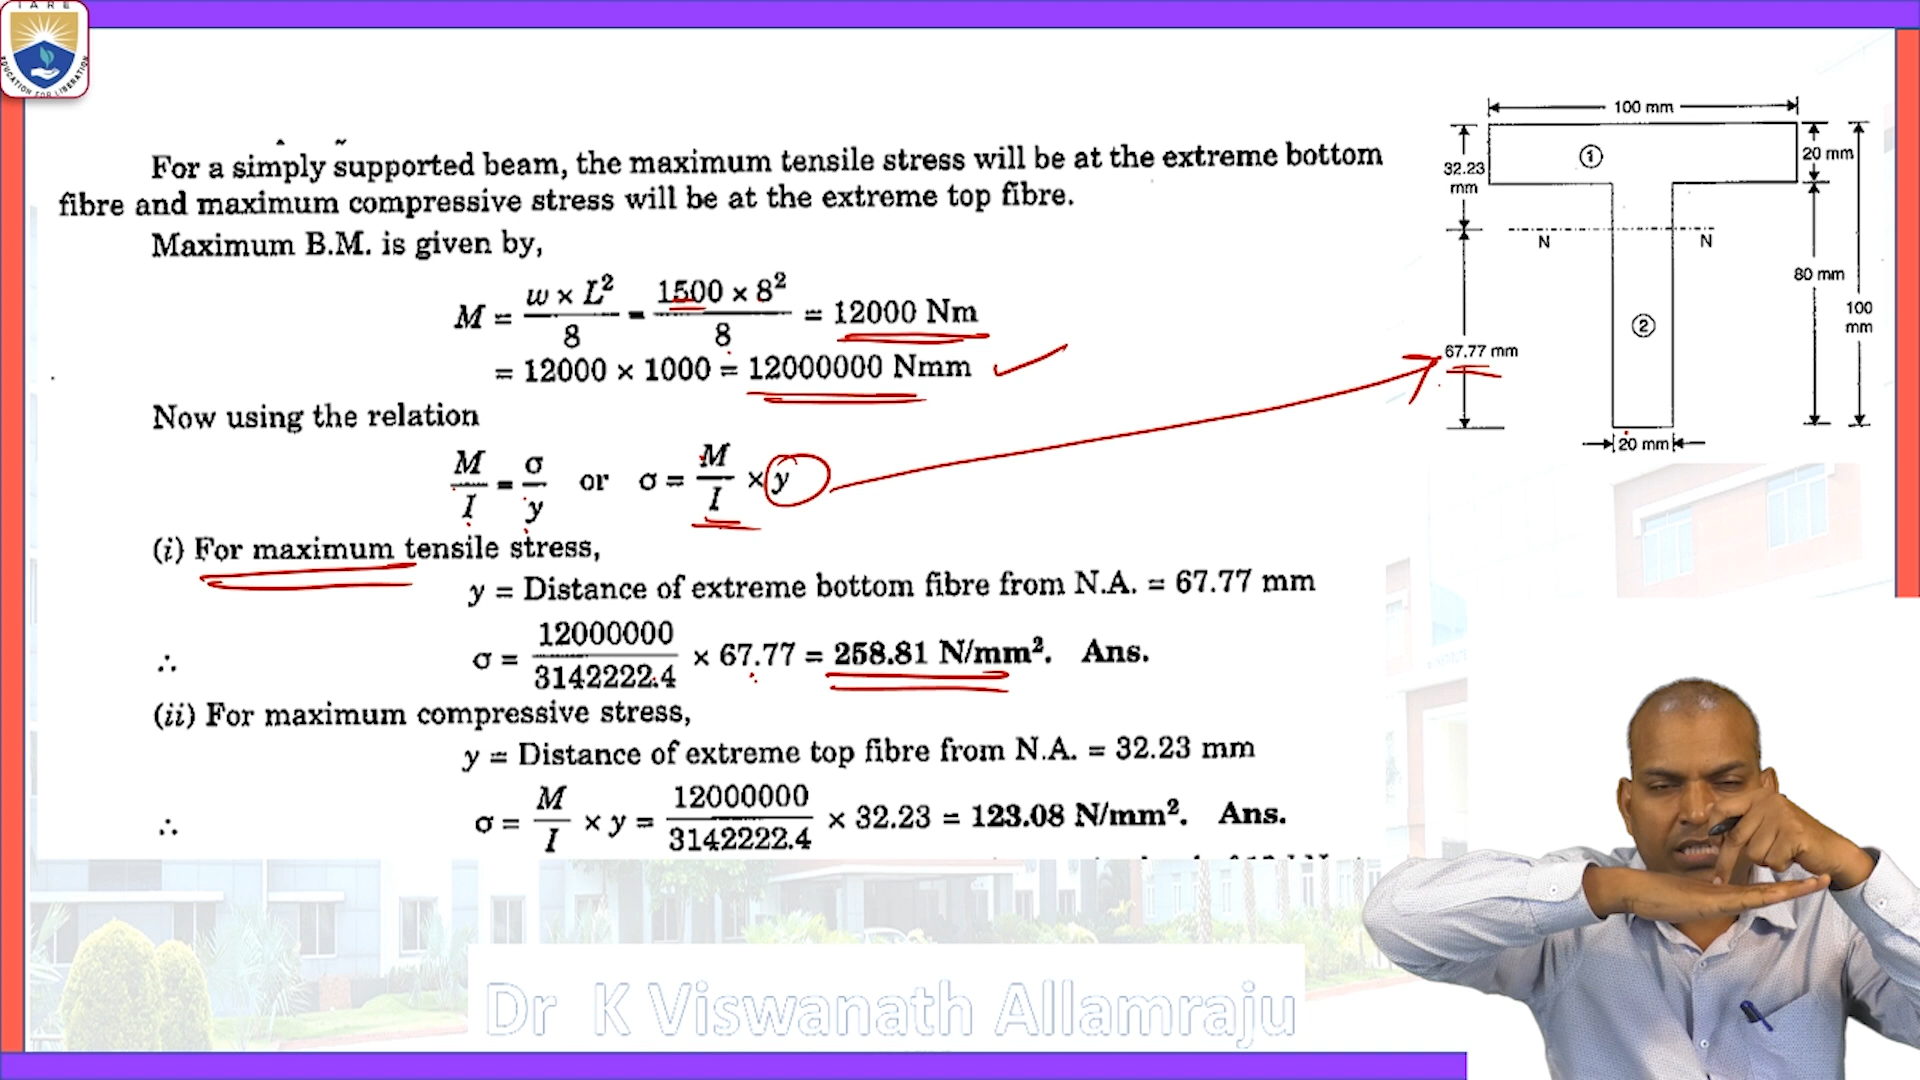 IARE
EDUCATION FOR LIBERATION
For a simply supported beam, the maximum tensile stress will be at the extreme bottom
fibre and maximum compressive stress will be at the extreme top fibre.
Maximum B.M. is given by,
M = w × L² / 8 = 1500 × 8² / 8 = 12000 Nm
= 12000 × 1000 = 12000000 Nmm
Now using the relation
M / I = σ / y or σ = M / I × y
(i) For maximum tensile stress,
y = Distance of extreme bottom fibre from N.A. = 67.77 mm
∴ σ = 12000000 / 3142222.4 × 67.77 = 258.81 N/mm². Ans.
(ii) For maximum compressive stress,
y = Distance of extreme top fibre from N.A. = 32.23 mm
∴ σ = M / I × y = 12000000 / 3142222.4 × 32.23 = 123.08 N/mm². Ans.
100 mm
32.23
mm
1
20 mm
N
N
80 mm
100
mm
2
67.77 mm
20 mm
Dr K Viswanath Allamraju